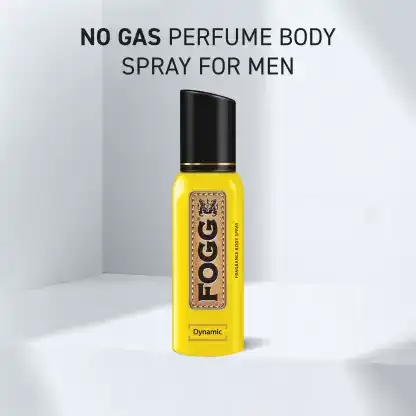 NO GAS PERFUME BODY
SPRAY FOR MEN
FOGG
FRAGRANCE BODY SPRAY
Dynamic